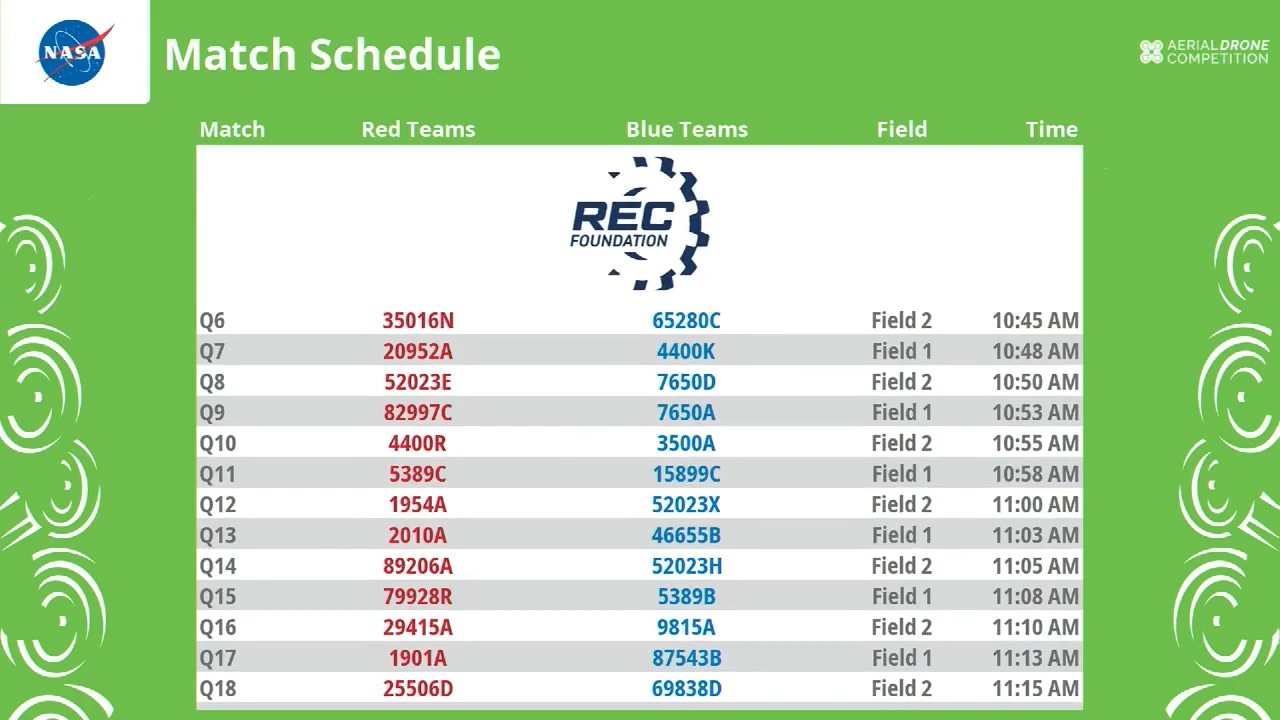 NASA
Match Schedule
AERIALDRONE
COMPETITION
Match Red Teams Blue Teams Field Time
REC
FOUNDATION
Q6 35016N 65280C Field 2 10:45 AM
Q7 20952A 4400K Field 1 10:48 AM
Q8 52023E 7650D Field 2 10:50 AM
Q9 82997C 7650A Field 1 10:53 AM
Q10 4400R 3500A Field 2 10:55 AM
Q11 5389C 15899C Field 1 10:58 AM
Q12 1954A 52023X Field 2 11:00 AM
Q13 2010A 46655B Field 1 11:03 AM
Q14 89206A 52023H Field 2 11:05 AM
Q15 79928R 5389B Field 1 11:08 AM
Q16 29415A 9815A Field 2 11:10 AM
Q17 1901A 87543B Field 1 11:13 AM
Q18 25506D 69838D Field 2 11:15 AM